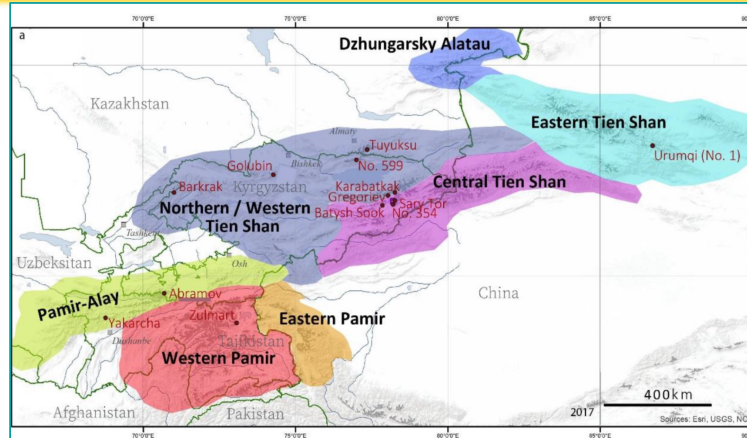 70°0'0"E
75°0'0"E
80°0'0"E
85°0'0"E
a
Dzhungarsky Alatau
Kazakhstan
Eastern Tien Shan
Almaty
Tuyuksu
Urumqi (No. 1)
Bishkek
No. 599
Golubin
Barkrak
Kyrgyzstan
Karabatkak
Central Tien Shan
Gregoriev
Sary Tor
Northern / Western
Tien Shan
Batysh Sook
No. 354
Tashkent
Uzbeksitan
Osh
China
Pamir-Alay
Abramov
Yakarcha
Zulmart
Eastern Pamir
Dushanbe
Tajikistan
Western Pamir
400km
Afghanistan
Pakistan
2017
Sources: Esri, USGS, NO
70°0'0"E
75°0'0"E
80°0'0"E
85°0'0"E